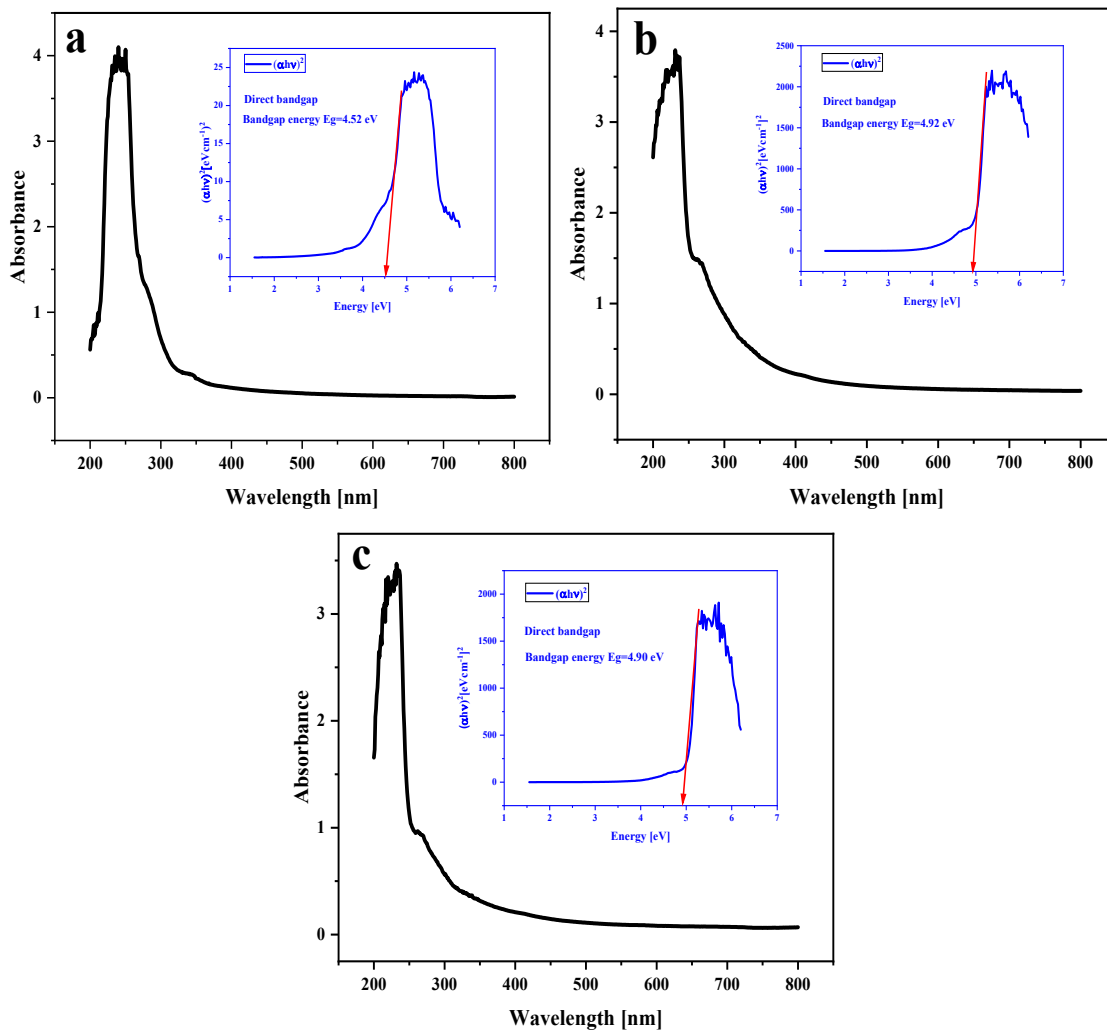 a
(αhν)²
Direct bandgap
Bandgap energy Eg=4.52 eV
(αhν)²[eVcm⁻¹)²
25
20
15
10
5
0
1 2 3 4 5 6 7
Energy [eV]
Absorbance
4
3
2
1
0
200 300 400 500 600 700 800
Wavelength [nm]
b
(αhν)²
Direct bandgap
Bandgap energy Eg=4.92 eV
(αhν)²[eVcm⁻¹]²
2500
2000
1500
1000
500
0
1 2 3 4 5 6 7
Energy [eV]
Absorbance
4
3
2
1
0
200 300 400 500 600 700 800
Wavelength [nm]
c
(αhν)²
Direct bandgap
Bandgap energy Eg=4.90 eV
(αhν)²[eVcm⁻¹]²
2000
1750
1500
1250
1000
750
500
250
0
1 2 3 4 5 6 7
Energy [eV]
Absorbance
3
2
1
0
200 300 400 500 600 700 800
Wavelength [nm]